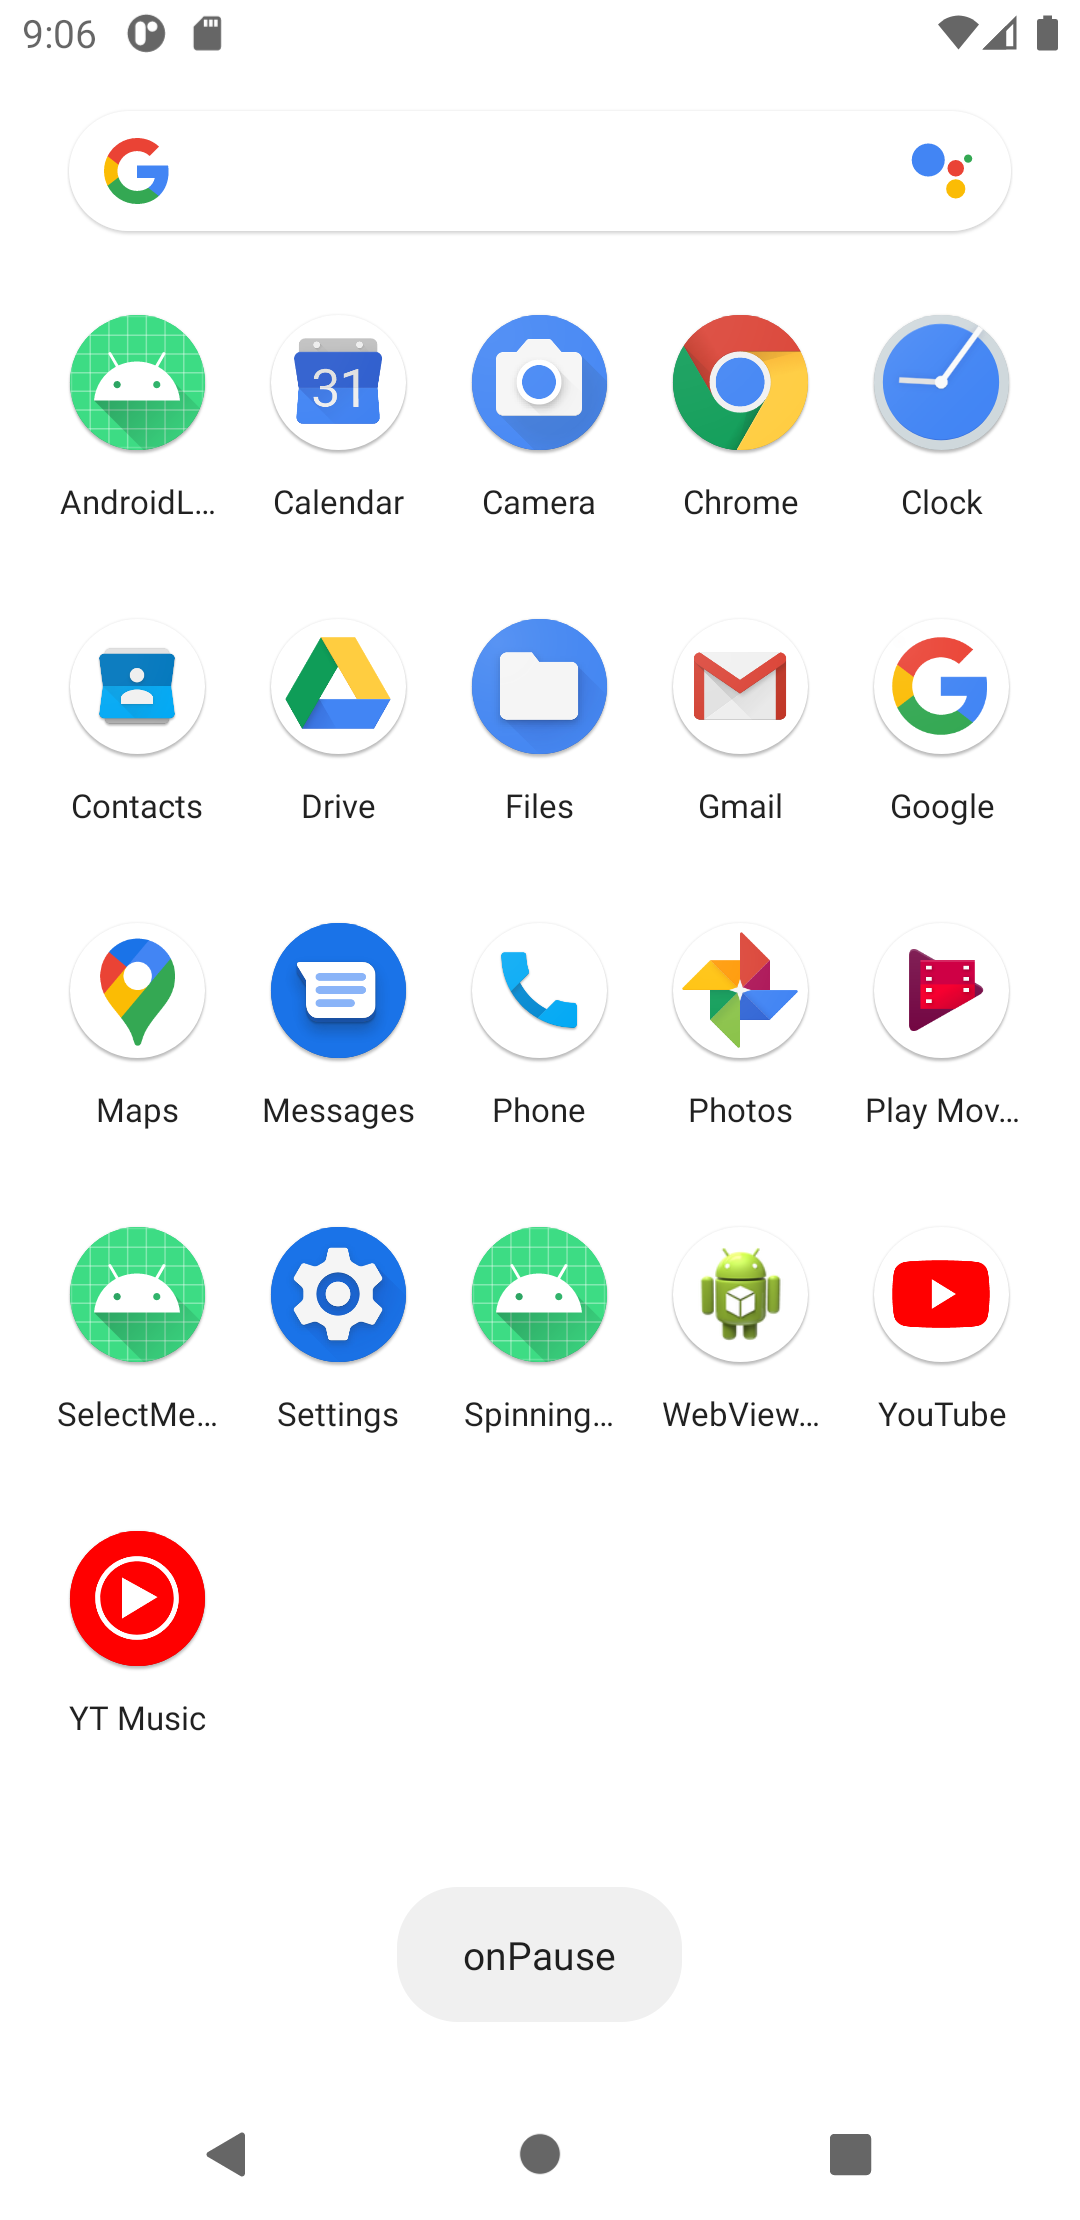 9:06
AndroidL...
31
Calendar
Camera
Chrome
Clock
Contacts
Drive
Files
Gmail
Google
Maps
Messages
Phone
Photos
Play Mov...
SelectMe...
Settings
Spinning...
WebView...
YouTube
YT Music
onPause